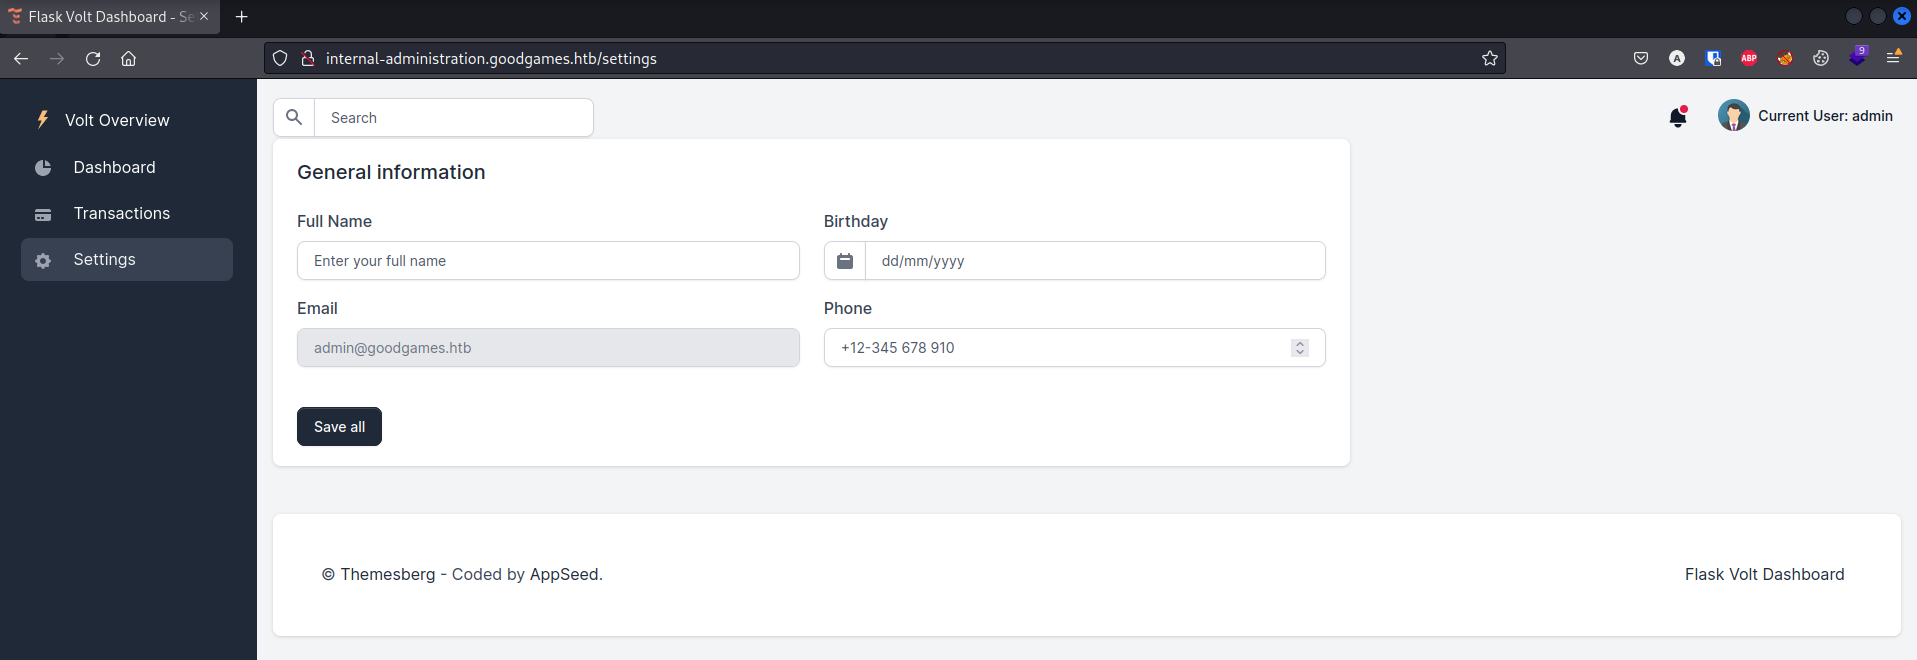 Flask Volt Dashboard - Se
internal-administration.goodgames.htb/settings
A
ABP
9
Volt Overview
Dashboard
Transactions
Settings
Search
Current User: admin
General information
Full Name
Birthday
Enter your full name
dd/mm/yyyy
Email
Phone
admin@goodgames.htb
+12-345 678 910
Save all
© Themesberg - Coded by AppSeed.
Flask Volt Dashboard